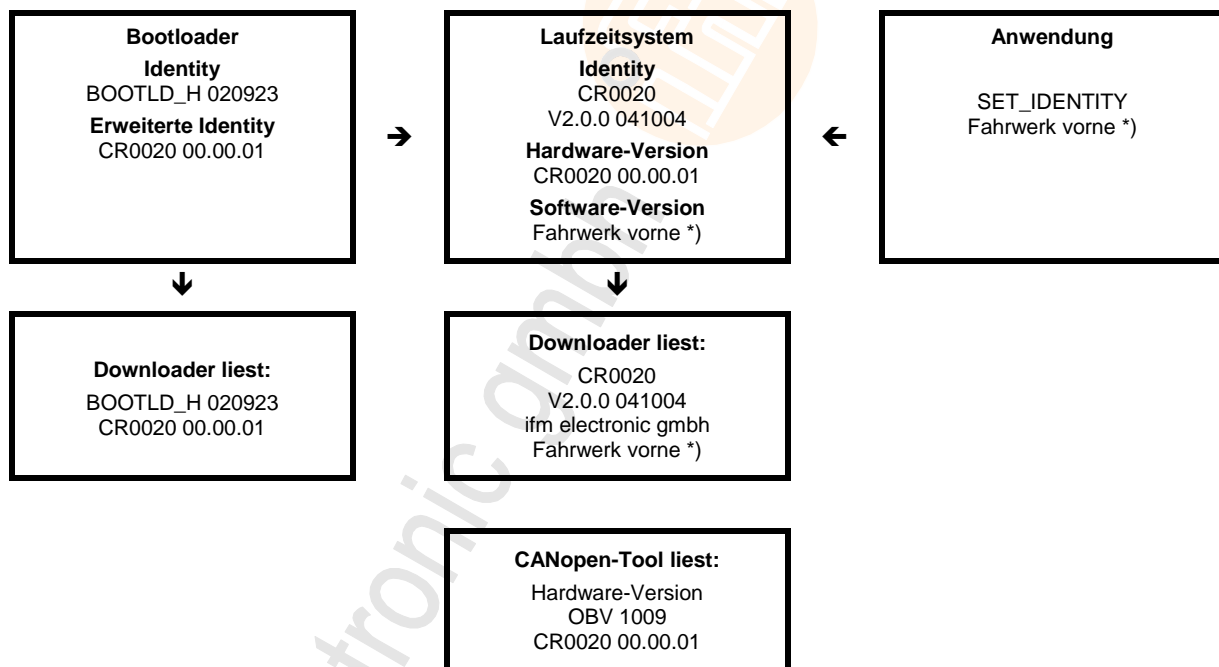 Bootloader
Identity
BOOTLD_H 020923
Erweiterte Identity
CR0020 00.00.01
➔
Laufzeitsystem
Identity
CR0020
V2.0.0 041004
Hardware-Version
CR0020 00.00.01
Software-Version
Fahrwerk vorne *)
Anwendung
SET_IDENTITY
Fahrwerk vorne *)
Downloader liest:
BOOTLD_H 020923
CR0020 00.00.01
Downloader liest:
CR0020
V2.0.0 041004
ifm electronic gmbh
Fahrwerk vorne *)
CANopen-Tool liest:
Hardware-Version
OBV 1009
CR0020 00.00.01
tronic gmbh